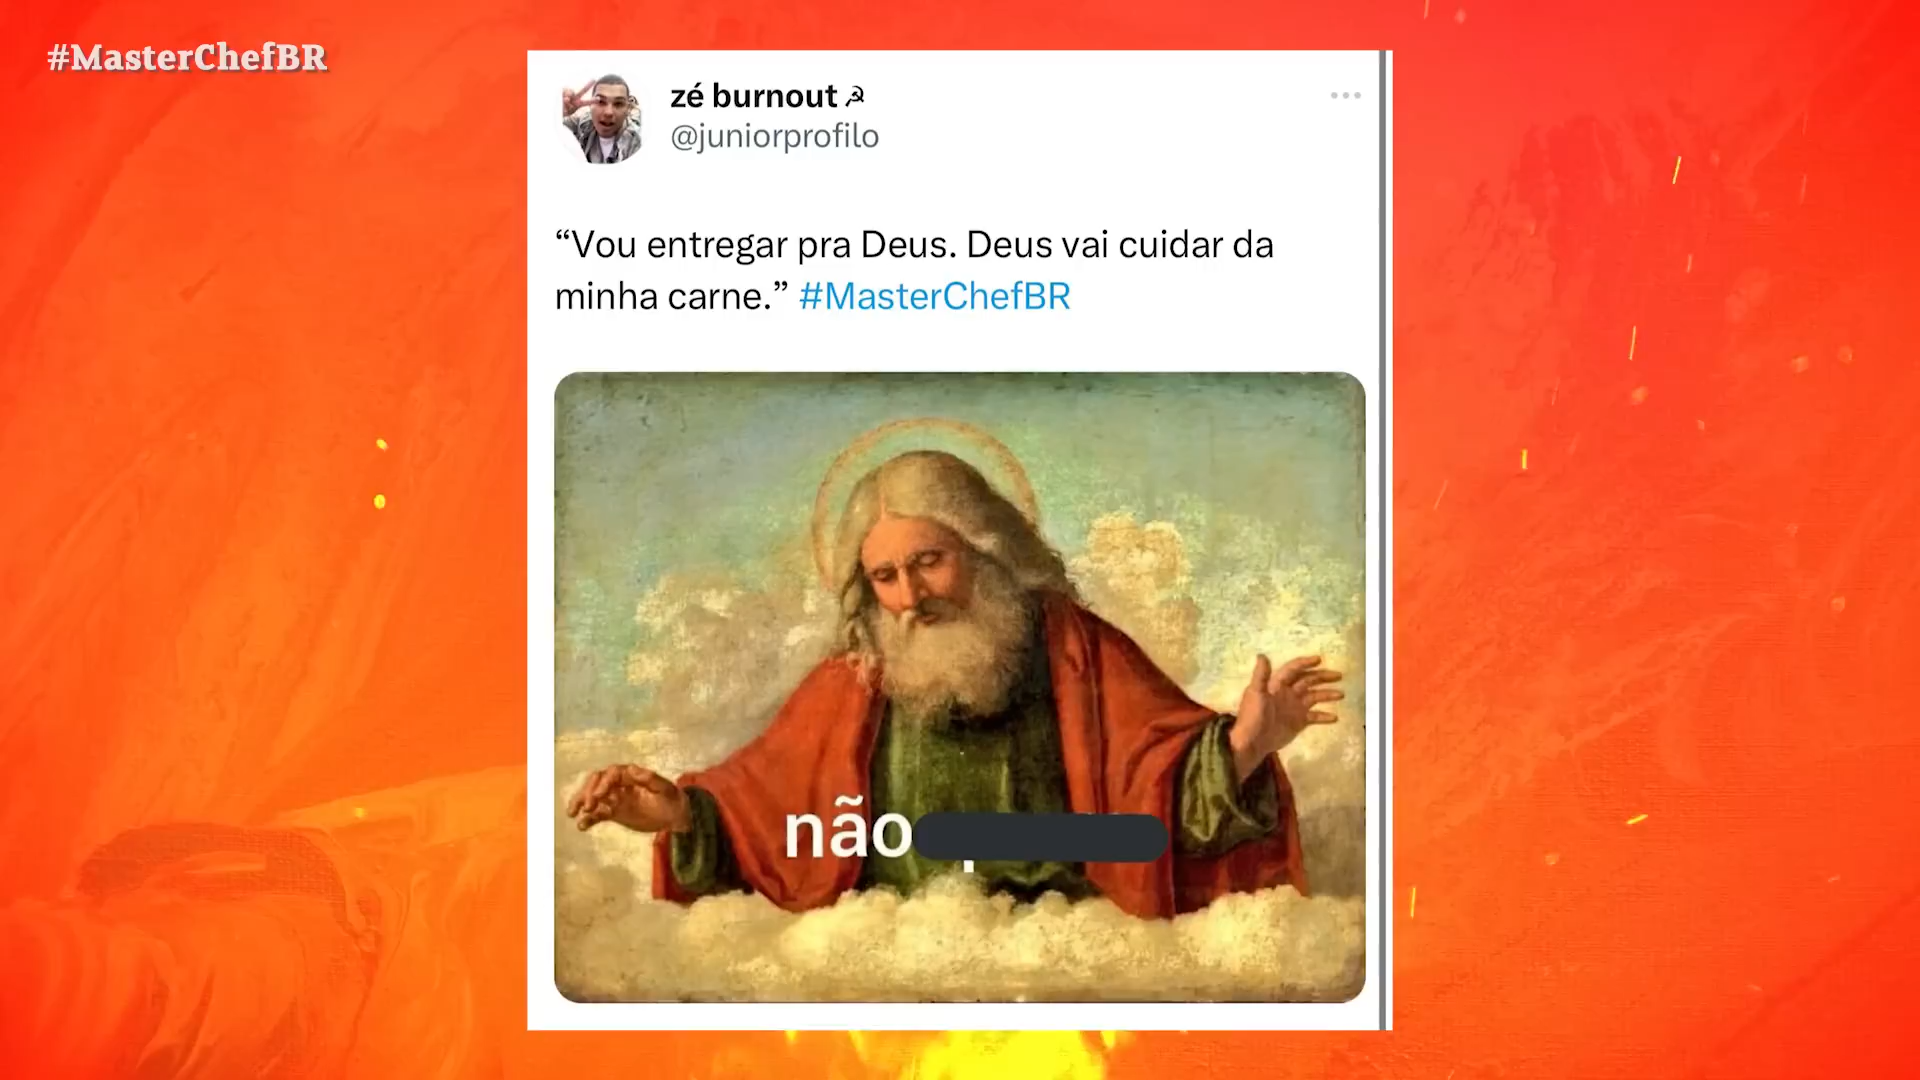 #MasterChefBR
zé burnout ☭
@juniorprofilo
“Vou entregar pra Deus. Deus vai cuidar da
minha carne.” #MasterChefBR
não